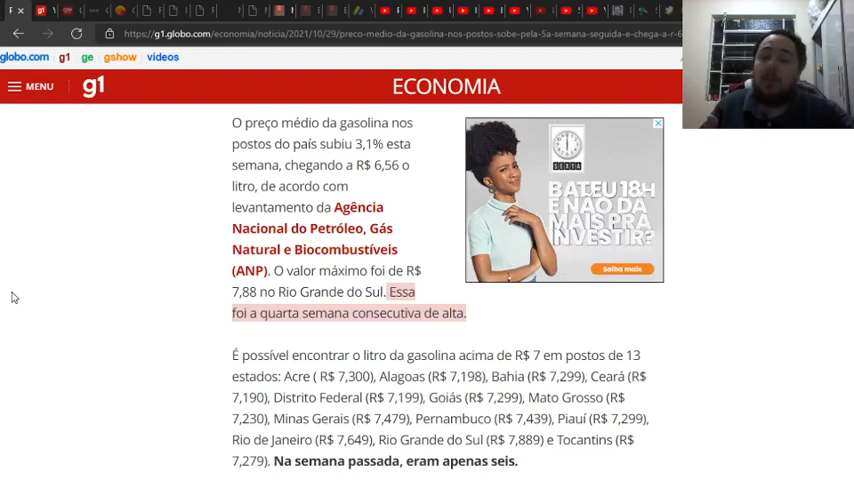 https://g1.globo.com/economia/noticia/2021/10/29/preco-medio-da-gasolina-nos-postos-sobe-pela-5a-semana-seguida-e-chega-a-r-6
globo.com g1 ge gshow videos
MENU g1 ECONOMIA
O preço médio da gasolina nos
postos do país subiu 3,1% esta
semana, chegando a R$ 6,56 o
litro, de acordo com
levantamento da Agência
Nacional do Petróleo, Gás
Natural e Biocombustíveis
(ANP). O valor máximo foi de R$
7,88 no Rio Grande do Sul. Essa
foi a quarta semana consecutiva de alta.
SEXTA
BATEU 18H
E NÃO DÁ
MAIS PRA
INVESTIR?
Saiba mais
É possível encontrar o litro da gasolina acima de R$ 7 em postos de 13
estados: Acre ( R$ 7,300), Alagoas (R$ 7,198), Bahia (R$ 7,299), Ceará (R$
7,190), Distrito Federal (R$ 7,199), Goiás (R$ 7,299), Mato Grosso (R$
7,230), Minas Gerais (R$ 7,479), Pernambuco (R$ 7,439), Piauí (R$ 7,299),
Rio de Janeiro (R$ 7,649), Rio Grande do Sul (R$ 7,889) e Tocantins (R$
7,279). Na semana passada, eram apenas seis.